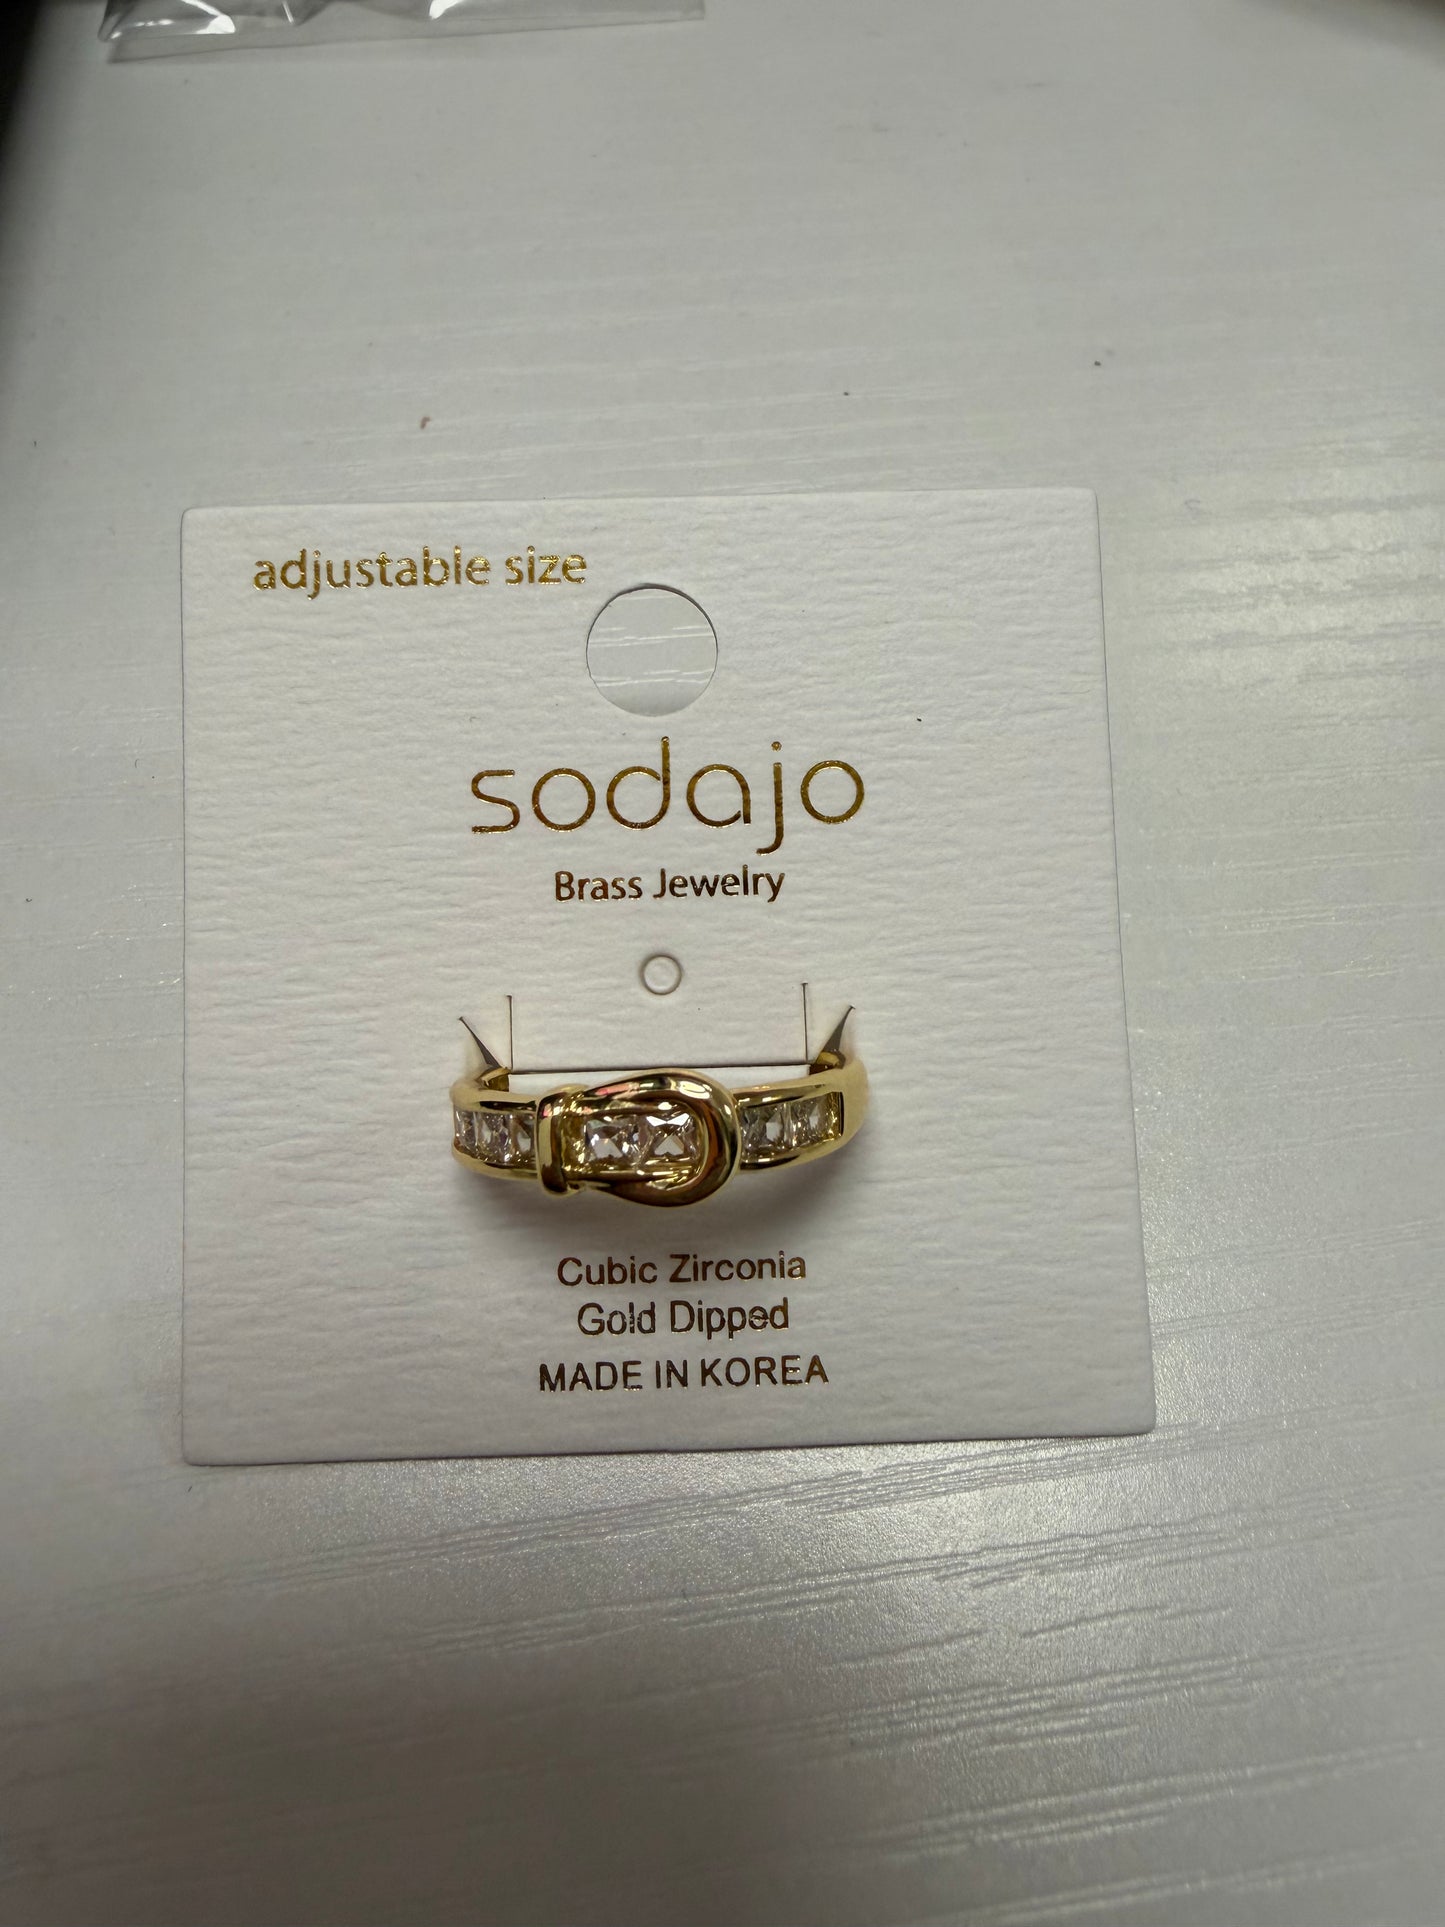 adjustable size
sodajo
Brass Jewelry
Cubic Zirconia
Gold Dipped
MADE IN KOREA